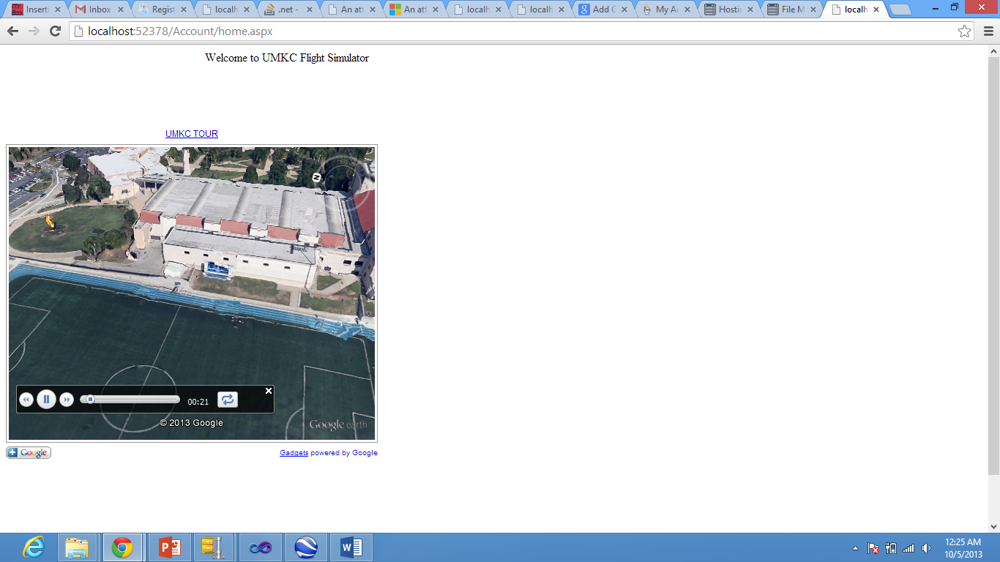 Inserti
Inbox
Regist
localh
.net -
An att
An att
localh
localh
Add G
My Ac
Hostin
File M
localh
localhost:52378/Account/home.aspx
Welcome to UMKC Flight Simulator
UMKC TOUR
N
00:21
© 2013 Google
Google earth
Google
Gadgets powered by Google
12:25 AM
10/5/2013